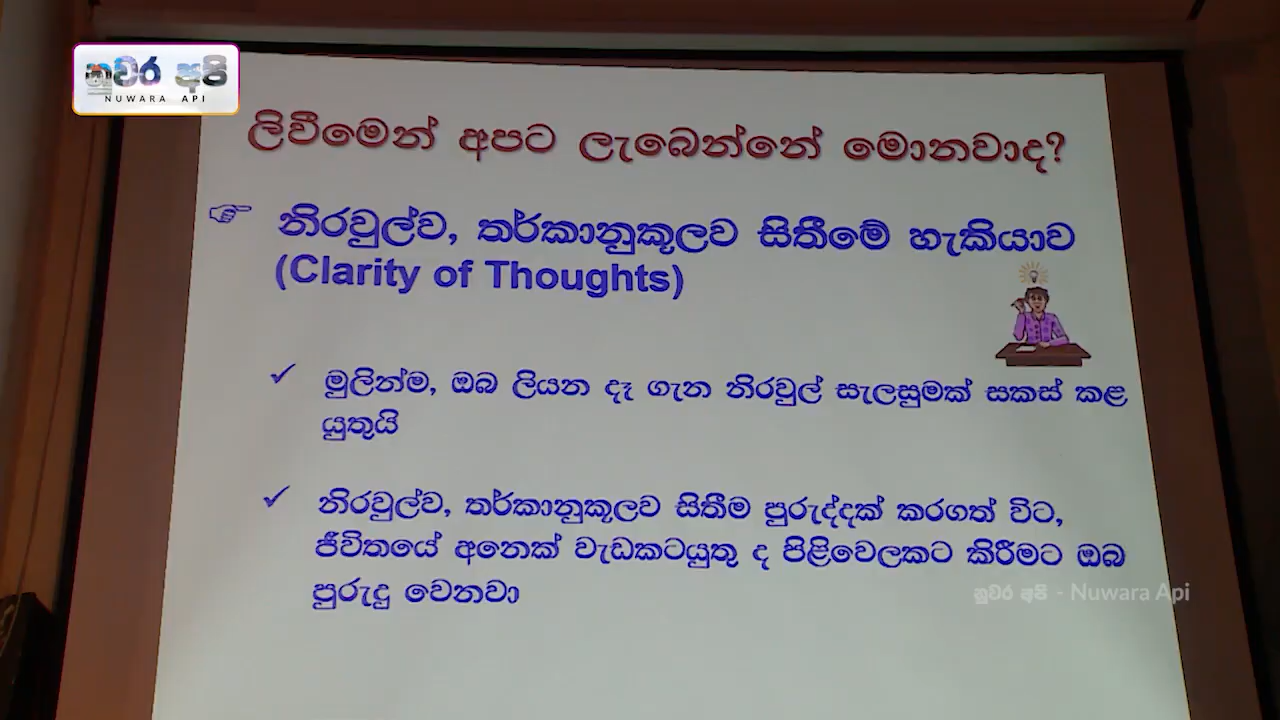 නුවර අපි
NUWARA API
ලිවීමෙන් අපට ලැබෙන්නේ මොනවාද?
නිරවුල්ව, තර්කානුකූලව සිතීමේ හැකියාව
(Clarity of Thoughts)
මුලින්ම, ඔබ ලියන දෑ ගැන නිරවුල් සැලසුමක් සකස් කළ
යුතුයි
නිරවුල්ව, තර්කානුකූලව සිතීම පුරුද්දක් කරගත් විට,
ජීවිතයේ අනෙක් වැඩකටයුතු ද පිළිවෙලකට කිරීමට ඔබ
පුරුදු වෙනවා
නුවර අපි - Nuwara Api